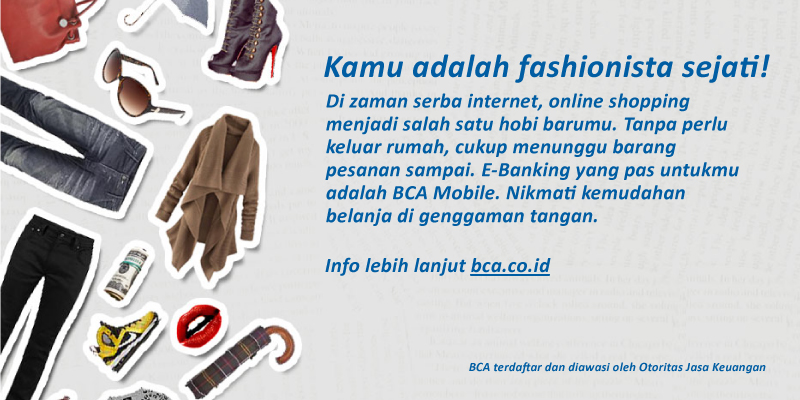 Kamu adalah fashionista sejati!
Di zaman serba internet, online shopping
menjadi salah satu hobi barumu. Tanpa perlu
keluar rumah, cukup menunggu barang
pesanan sampai. E-Banking yang pas untukmu
adalah BCA Mobile. Nikmati kemudahan
belanja di genggaman tangan.
Info lebih lanjut bca.co.id
BCA terdaftar dan diawasi oleh Otoritas Jasa Keuangan